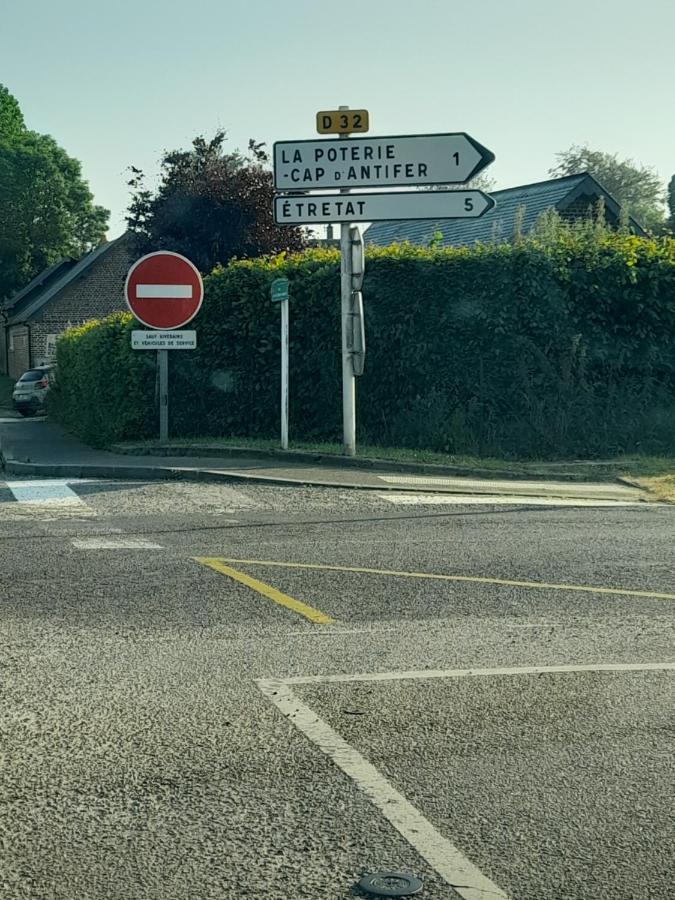 D 32
LA POTERIE
-CAP D'ANTIFER 1
ÉTRETAT 5
SAUF RIVERAINS
ET VÉHICULES DE SERVICE